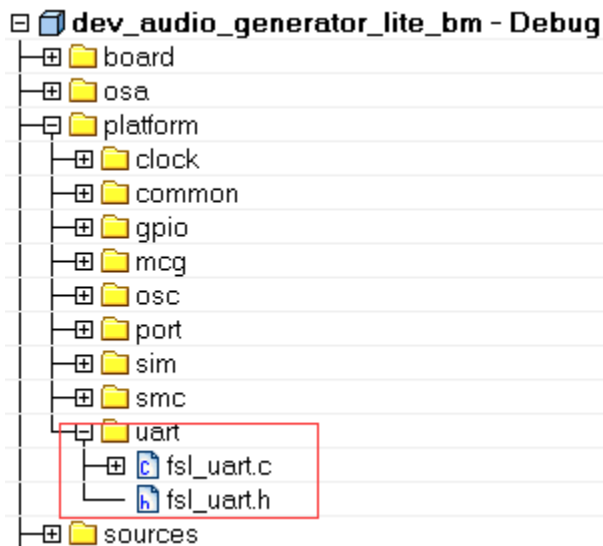 dev_audio_generator_lite_bm - Debug
board
osa
platform
clock
common
gpio
mcg
osc
port
sim
smc
uart
c fsl_uart.c
h fsl_uart.h
sources